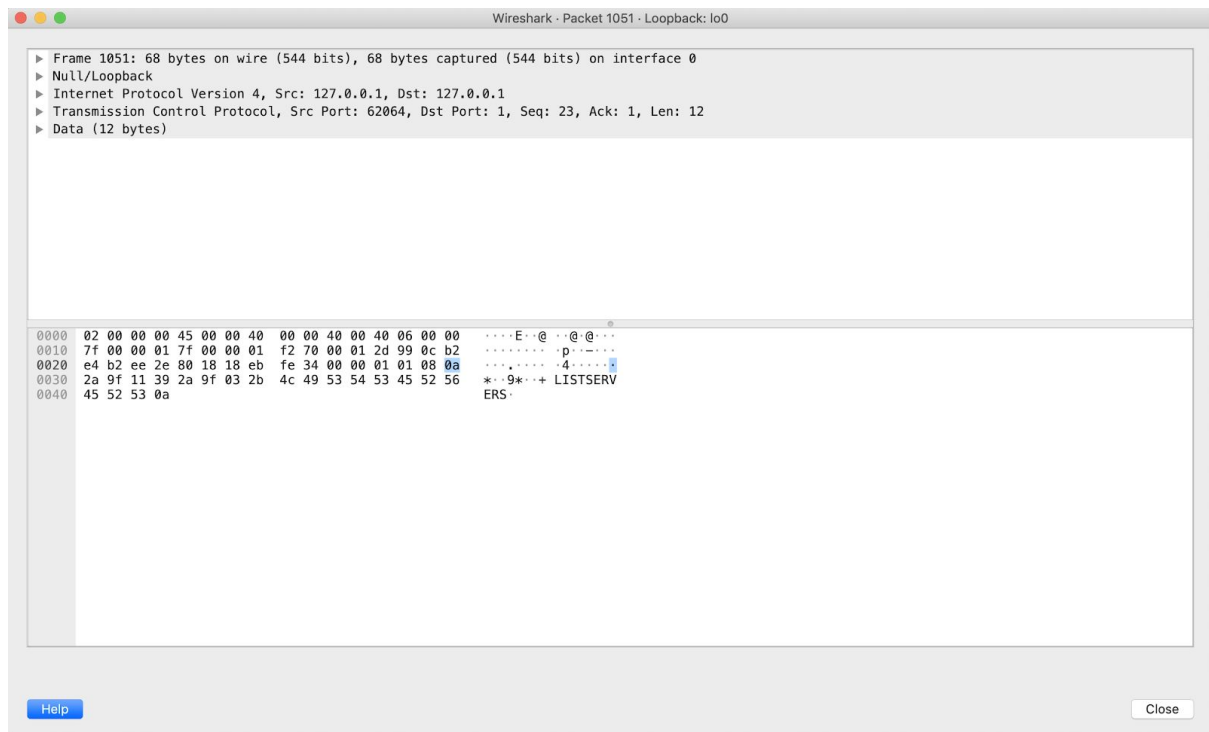 Wireshark · Packet 1051 · Loopback: lo0
Frame 1051: 68 bytes on wire (544 bits), 68 bytes captured (544 bits) on interface 0
Null/Loopback
Internet Protocol Version 4, Src: 127.0.0.1, Dst: 127.0.0.1
Transmission Control Protocol, Src Port: 62064, Dst Port: 1, Seq: 23, Ack: 1, Len: 12
Data (12 bytes)
0000 02 00 00 00 45 00 00 40 00 00 40 00 40 06 00 00 ····E··@ ··@·@···
0010 7f 00 00 01 7f 00 00 01 f2 70 00 01 2d 99 0c b2 ········ ·p··-···
0020 e4 b2 ee 2e 80 18 18 eb fe 34 00 00 01 01 08 0a ···.···· ·4······
0030 2a 9f 11 39 2a 9f 03 2b 4c 49 53 54 53 45 52 56 *··9*··+ LISTSERV
0040 45 52 53 0a ERS·
Help
Close